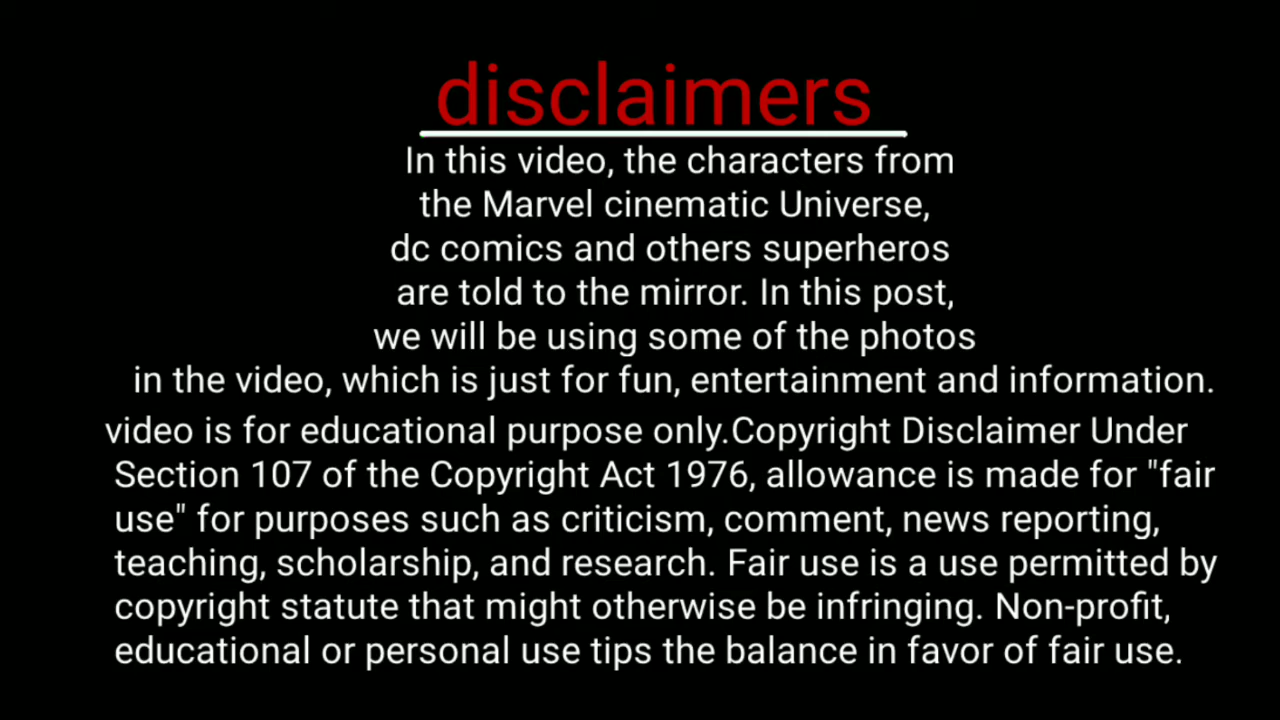 disclaimers
In this video, the characters from
the Marvel cinematic Universe,
dc comics and others superheros
are told to the mirror. In this post,
we will be using some of the photos
in the video, which is just for fun, entertainment and information.
video is for educational purpose only.Copyright Disclaimer Under
Section 107 of the Copyright Act 1976, allowance is made for "fair
use" for purposes such as criticism, comment, news reporting,
teaching, scholarship, and research. Fair use is a use permitted by
copyright statute that might otherwise be infringing. Non-profit,
educational or personal use tips the balance in favor of fair use.